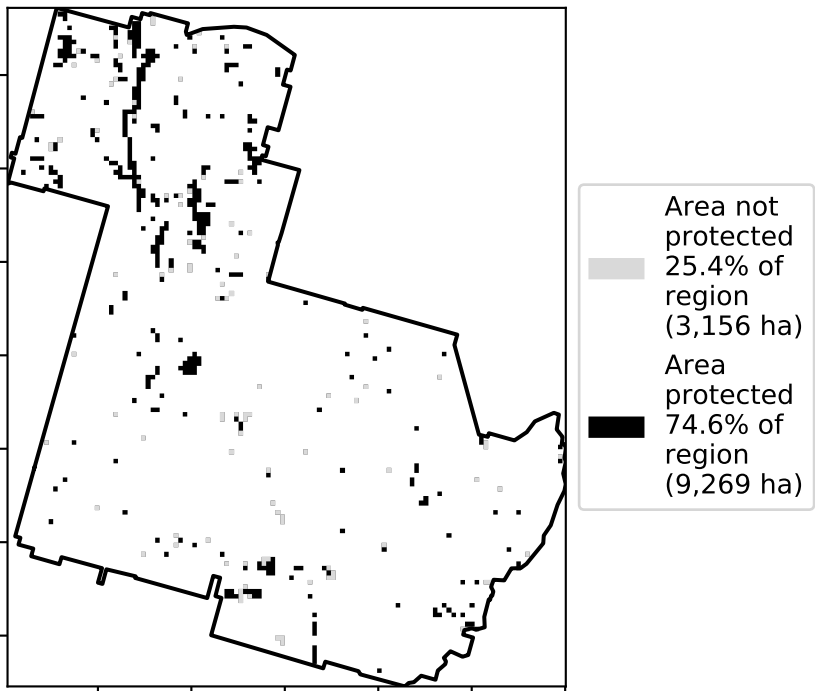 Area not
protected
25.4% of
region
(3,156 ha)
Area
protected
74.6% of
region
(9,269 ha)